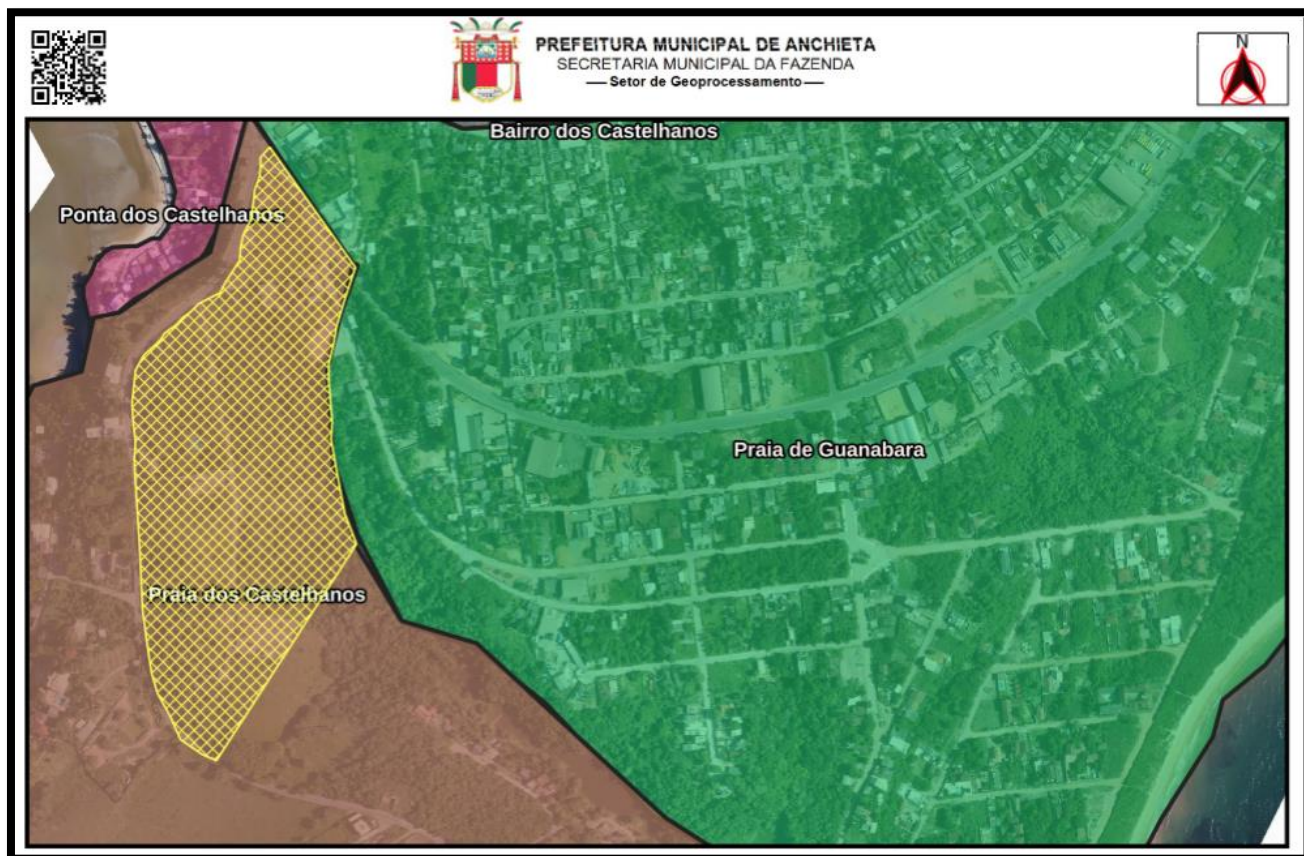 PREFEITURA MUNICIPAL DE ANCHIETA
SECRETARIA MUNICIPAL DA FAZENDA
Setor de Geoprocessamento
N
Bairro dos Castelhanos
Ponta dos Castelhanos
Praia de Guanabara
Praia dos Castelhanos